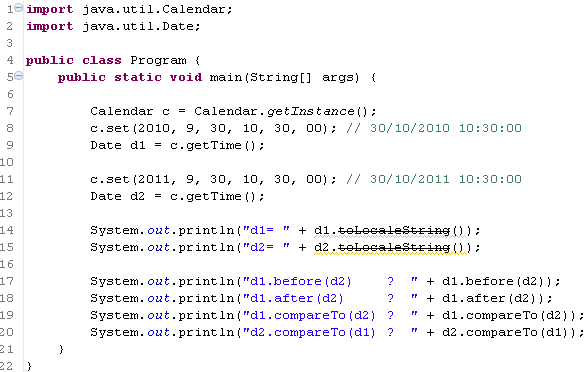 1 import java.util.Calendar;
2 import java.util.Date;
3
4 public class Program {
5     public static void main(String[] args) {
6
7         Calendar c = Calendar.getInstance();
8         c.set(2010, 9, 30, 10, 30, 00); // 30/10/2010 10:30:00
9         Date d1 = c.getTime();
10
11         c.set(2011, 9, 30, 10, 30, 00); // 30/10/2011 10:30:00
12         Date d2 = c.getTime();
13
14         System.out.println("d1= " + d1.toLocaleString());
15         System.out.println("d2= " + d2.toLocaleString());
16
17         System.out.println("d1.before(d2)    ?  " + d1.before(d2));
18         System.out.println("d1.after(d2)     ?  " + d1.after(d2));
19         System.out.println("d1.compareTo(d2) ?  " + d1.compareTo(d2));
20         System.out.println("d2.compareTo(d1) ?  " + d2.compareTo(d1));
21     }
22 }